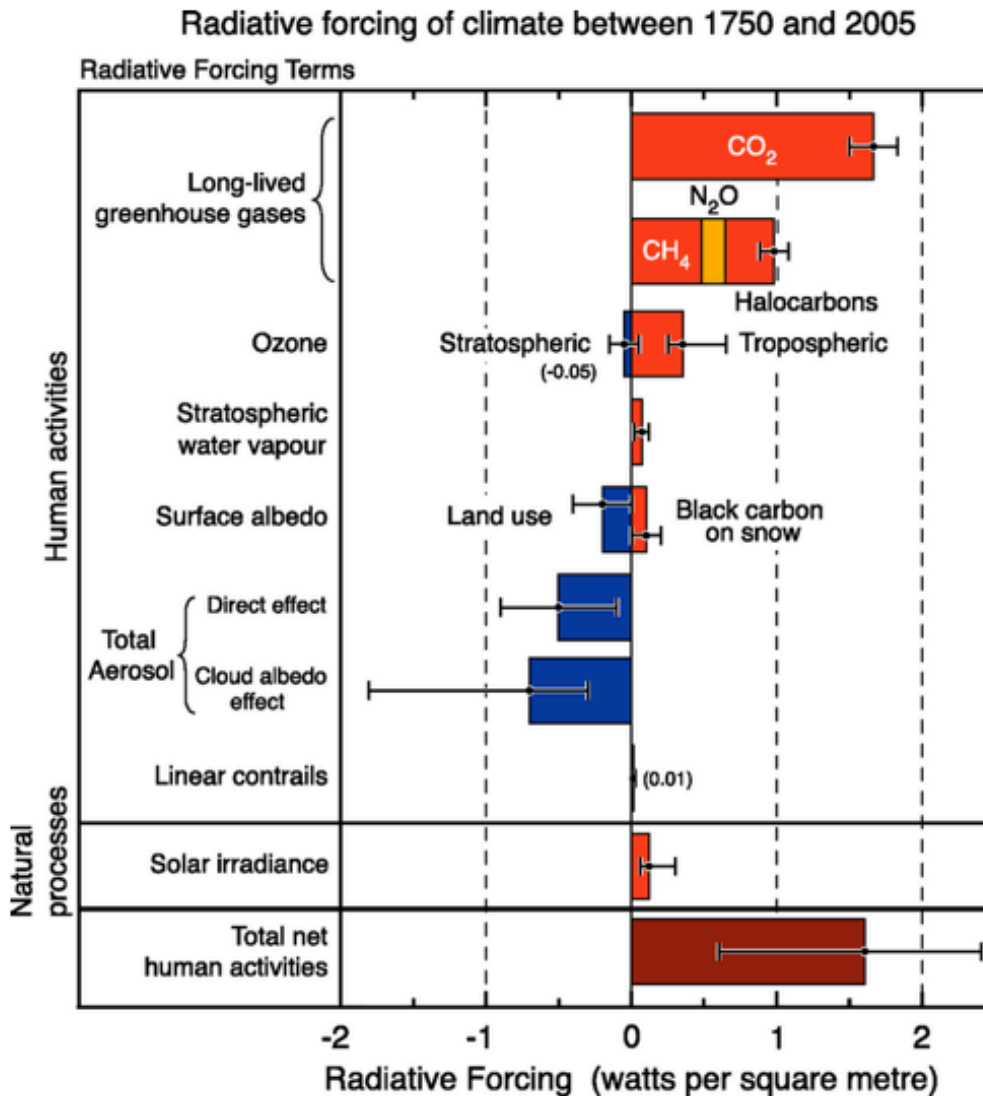 Radiative forcing of climate between 1750 and 2005
Radiative Forcing Terms
Human activities
Long-lived
greenhouse gases
CO₂
N₂O
CH₄
Halocarbons
Ozone
Stratospheric
(-0.05)
Tropospheric
Stratospheric
water vapour
Surface albedo
Land use
Black carbon
on snow
Total
Aerosol
Direct effect
Cloud albedo
effect
Linear contrails
(0.01)
Natural
processes
Solar irradiance
Total net
human activities
-2 -1 0 1 2
Radiative Forcing (watts per square metre)